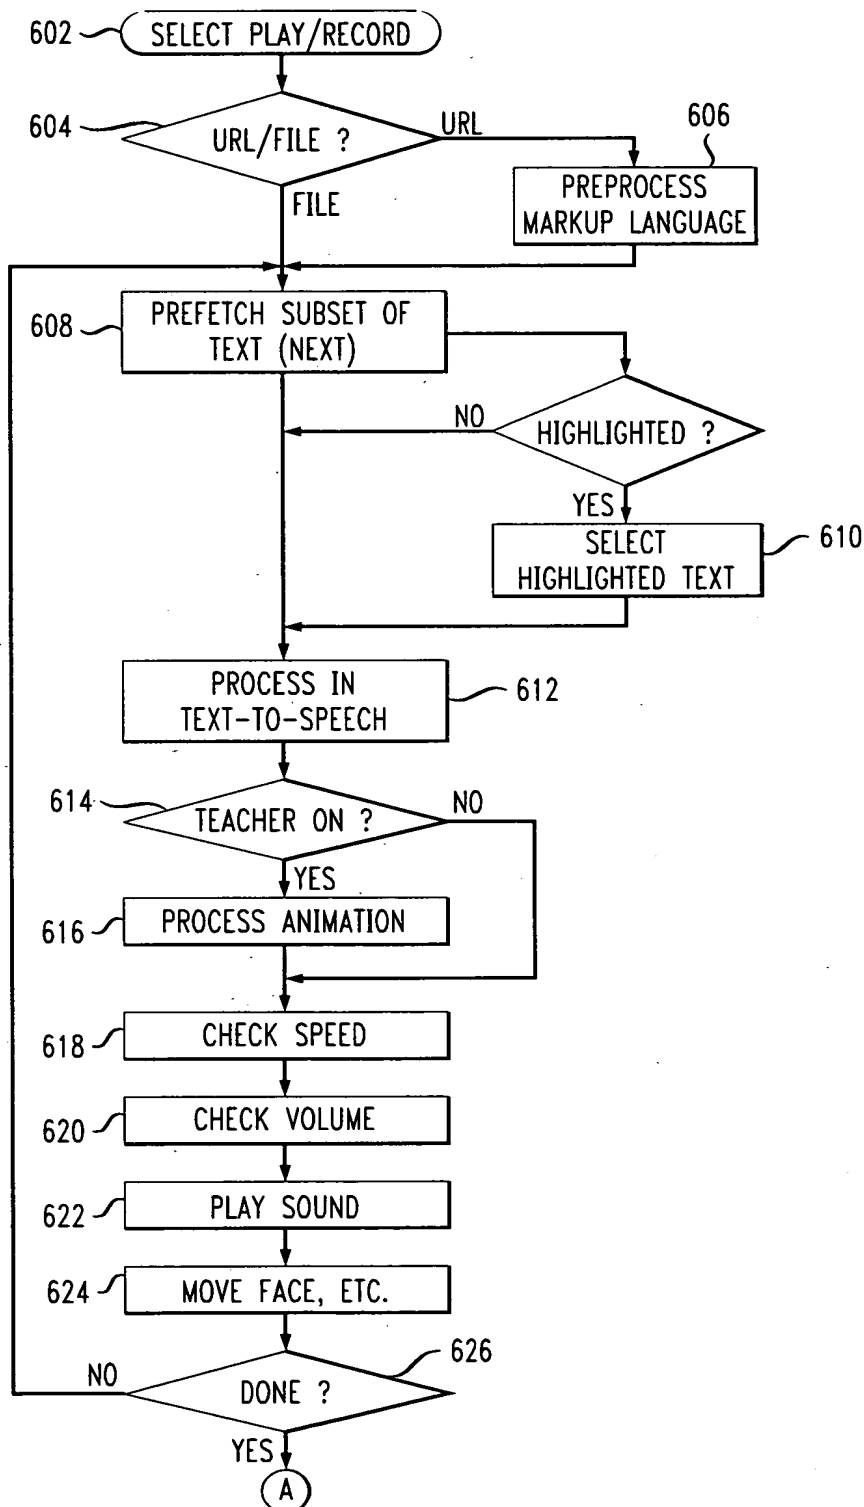 602
SELECT PLAY/RECORD
604
URL/FILE ?
URL
606
PREPROCESS
MARKUP LANGUAGE
FILE
608
PREFETCH SUBSET OF
TEXT (NEXT)
HIGHLIGHTED ?
NO
YES
610
SELECT
HIGHLIGHTED TEXT
PROCESS IN
TEXT-TO-SPEECH
612
614
TEACHER ON ?
NO
YES
616
PROCESS ANIMATION
618
CHECK SPEED
620
CHECK VOLUME
622
PLAY SOUND
624
MOVE FACE, ETC.
626
NO
DONE ?
YES
A